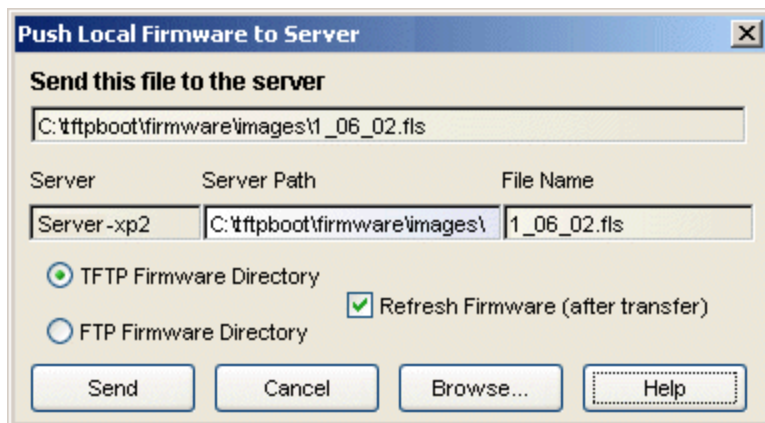 Push Local Firmware to Server
Send this file to the server
C:\tftpboot\firmware\images\1_06_02.fls
Server Server Path File Name
Server-xp2 C:\tftpboot\firmware\images\ 1_06_02.fls
TFTP Firmware Directory
Refresh Firmware (after transfer)
FTP Firmware Directory
Send Cancel Browse... Help